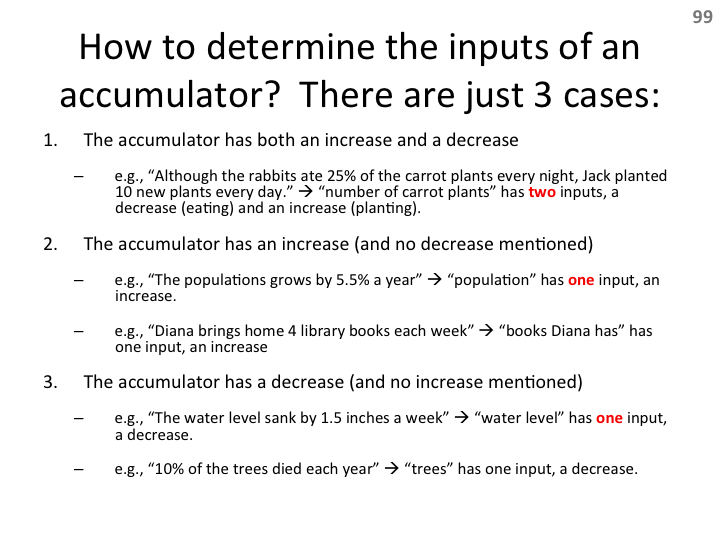 99
How to determine the inputs of an
accumulator?  There are just 3 cases:
1. The accumulator has both an increase and a decrease
– e.g., “Although the rabbits ate 25% of the carrot plants every night, Jack planted
10 new plants every day.” → “number of carrot plants” has two inputs, a
decrease (eating) and an increase (planting).
2. The accumulator has an increase (and no decrease mentioned)
– e.g., “The populations grows by 5.5% a year” → “population” has one input, an
increase.
– e.g., “Diana brings home 4 library books each week” → “books Diana has” has
one input, an increase
3. The accumulator has a decrease (and no increase mentioned)
– e.g., “The water level sank by 1.5 inches a week” → “water level” has one input,
a decrease.
– e.g., “10% of the trees died each year” → “trees” has one input, a decrease.